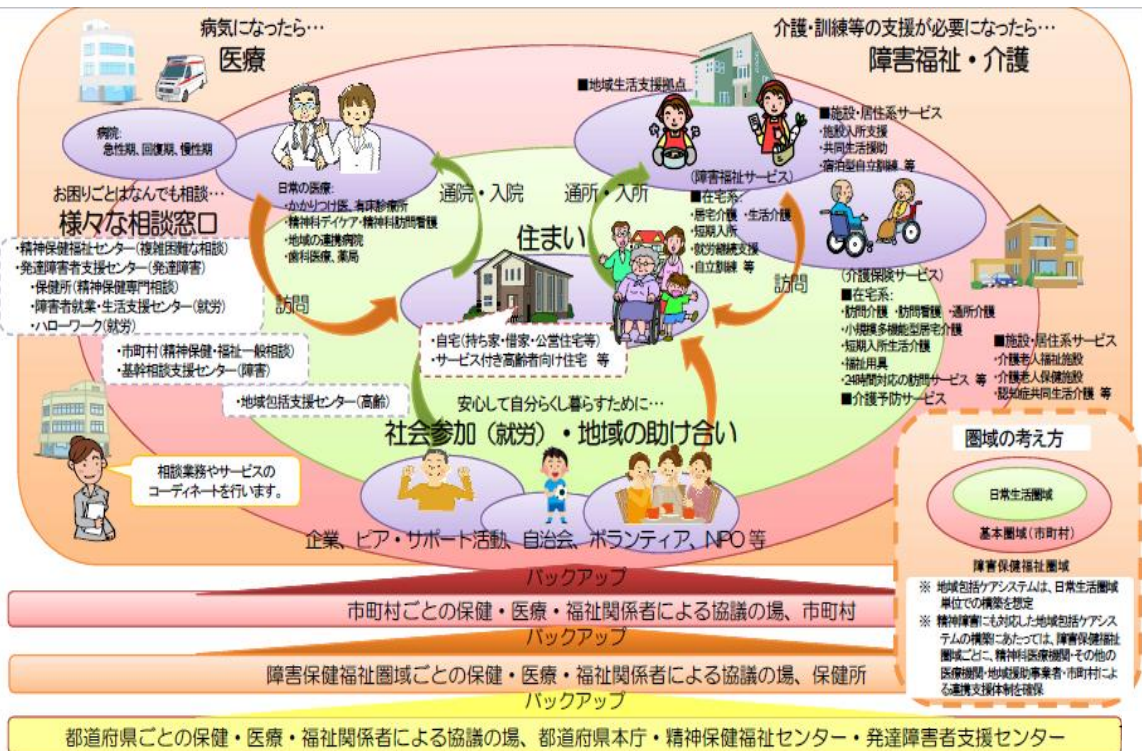 病気になったら…
医療
介護・訓練等の支援が必要になったら…
障害福祉・介護
病院:
急性期、回復期、慢性期
日常の医療:
・かかりつけ医、有床診療所
・精神科デイケア・精神科訪問看護
・地域の連携病院
・歯科医療、薬局
■地域生活支援拠点
■施設・居住系サービス
・施設入所支援
・共同生活援助
・宿泊型自立訓練 等
(障害福祉サービス)
■在宅系:
・居宅介護 ・生活介護
・短期入所
・就労継続支援
・自立訓練 等
お困りごとはなんでも相談…
様々な相談窓口
・精神保健福祉センター(複雑困難な相談)
・発達障害者支援センター(発達障害)
・保健所(精神保健専門相談)
・障害者就業・生活支援センター(就労)
・ハローワーク(就労)
・市町村(精神保健・福祉一般相談)
・基幹相談支援センター(障害)
・地域包括支援センター(高齢)
通院・入院
通所・入所
住まい
訪問
訪問
・自宅(持ち家・借家・公営住宅等)
・サービス付き高齢者向け住宅 等
(介護保険サービス)
■在宅系:
・訪問介護 ・訪問看護 ・通所介護
・小規模多機能型居宅介護
・短期入所生活介護
・福祉用具
・24時間対応の訪問サービス 等
■介護予防サービス
■施設・居住系サービス
・介護老人福祉施設
・介護老人保健施設
・認知症共同生活介護 等
安心して自分らしく暮らすために…
社会参加(就労)・地域の助け合い
相談業務やサービスの
コーディネートを行います。
企業、ピア・サポート活動、自治会、ボランティア、NPO 等
圏域の考え方
日常生活圏域
基本圏域(市町村)
障害保健福祉圏域
※ 地域包括ケアシステムは、日常生活圏域
単位での構築を想定
※ 精神障害にも対応した地域包括ケアシス
テムの構築にあたっては、障害保健福祉
圏域ごとに、精神科医療機関・その他の
医療機関・地域援助事業者・市町村によ
る連携支援体制を確保
バックアップ
市町村ごとの保健・医療・福祉関係者による協議の場、市町村
バックアップ
障害保健福祉圏域ごとの保健・医療・福祉関係者による協議の場、保健所
バックアップ
都道府県ごとの保健・医療・福祉関係者による協議の場、都道府県本庁・精神保健福祉センター・発達障害者支援センター